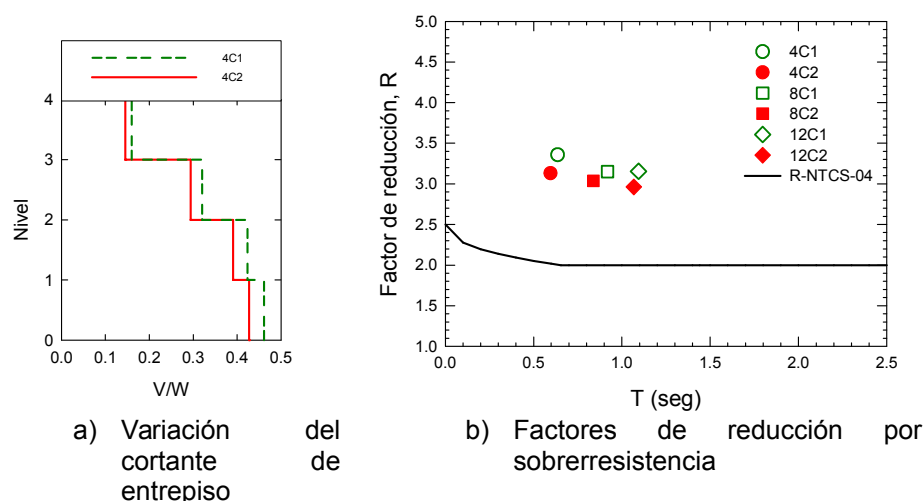 4C1
4C2
4
3
2
1
0
Nivel
0.0 0.1 0.2 0.3 0.4 0.5
V/W
a) Variación del
cortante de
entrepiso
5.0
4.5
4.0
3.5
3.0
2.5
2.0
1.5
1.0
Factor de reducción, R
4C1
4C2
8C1
8C2
12C1
12C2
R-NTCS-04
0.0 0.5 1.0 1.5 2.0 2.5
T (seg)
b) Factores de reducción por
sobrerresistencia